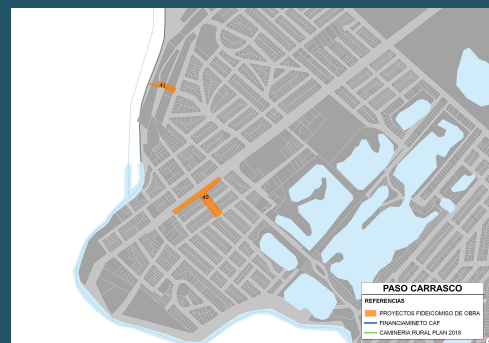 41
40
PASO CARRASCO
REFERENCIAS
PROYECTOS FIDEICOMISO DE OBRA
FINANCIAMINETO CAF
CAMINERIA RURAL PLAN 2018